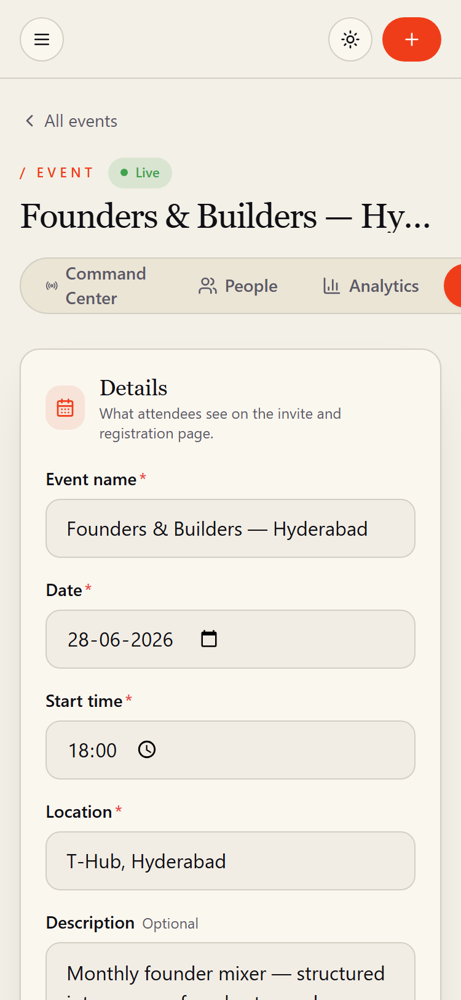 All events
/ EVENT
Live
Founders & Builders — Hy...
Command
Center
People
Analytics
Details
What attendees see on the invite and
registration page.
Event name *
Founders & Builders — Hyderabad
Date *
28-06-2026
Start time *
18:00
Location *
T-Hub, Hyderabad
Description Optional
Monthly founder mixer — structured